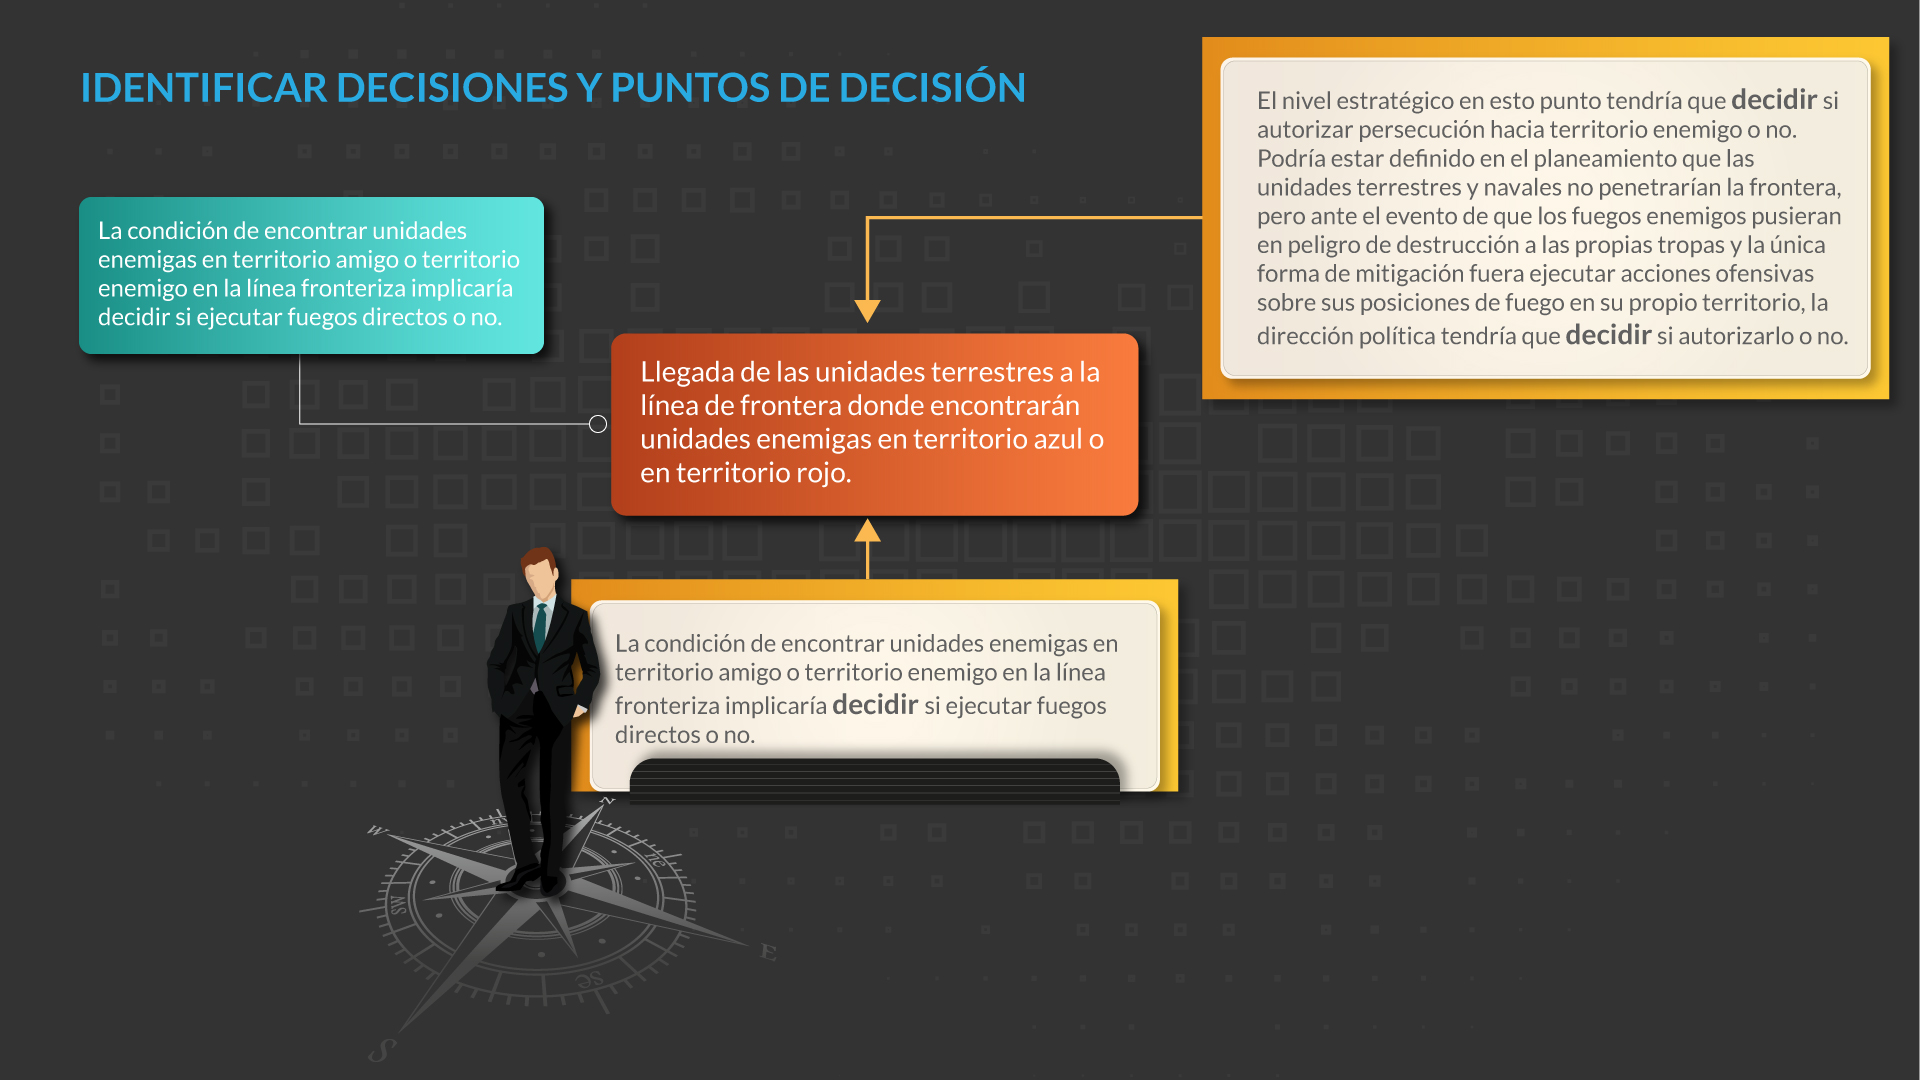 IDENTIFICAR DECISIONES Y PUNTOS DE DECISIÓN
La condición de encontrar unidades
enemigas en territorio amigo o territorio
enemigo en la línea fronteriza implicaría
decidir si ejecutar fuegos directos o no.
El nivel estratégico en esto punto tendría que decidir si
autorizar persecución hacia territorio enemigo o no.
Podría estar definido en el planeamiento que las
unidades terrestres y navales no penetrarían la frontera,
pero ante el evento de que los fuegos enemigos pusieran
en peligro de destrucción a las propias tropas y la única
forma de mitigación fuera ejecutar acciones ofensivas
sobre sus posiciones de fuego en su propio territorio, la
dirección política tendría que decidir si autorizarlo o no.
Llegada de las unidades terrestres a la
línea de frontera donde encontrarán
unidades enemigas en territorio azul o
en territorio rojo.
La condición de encontrar unidades enemigas en
territorio amigo o territorio enemigo en la línea
fronteriza implicaría decidir si ejecutar fuegos
directos o no.
N
W
ne
SW
E
se
S